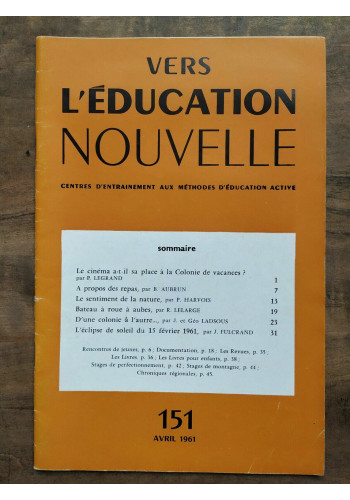 VERS
L'ÉDUCATION
NOUVELLE
CENTRES D'ENTRAINEMENT AUX MÉTHODES D'ÉDUCATION ACTIVE
sommaire
Le cinéma a-t-il sa place à la Colonie de vacances ?
par P. LEGRAND 1
A propos des repas, par B. AUBRUN 7
Le sentiment de la nature, par P. HARVOIS 13
Bateau à roue à aubes, par R. LELARGE 19
D'une colonie à l'autre..., par J. et Gén LADSOUS 23
L'éclipse de soleil du 15 février 1961, par J. FULCRAND 31
Rencontres de jeunes, p. 6 ; Documentation, p. 18 ; Les Revues, p. 35 ;
Les Livres, p. 36 ; Les Livres pour enfants, p. 38 ;
Stages de perfectionnement, p. 42 ; Stages de montagne, p. 44 ;
Chroniques régionales, p. 45.
151
AVRIL 1961